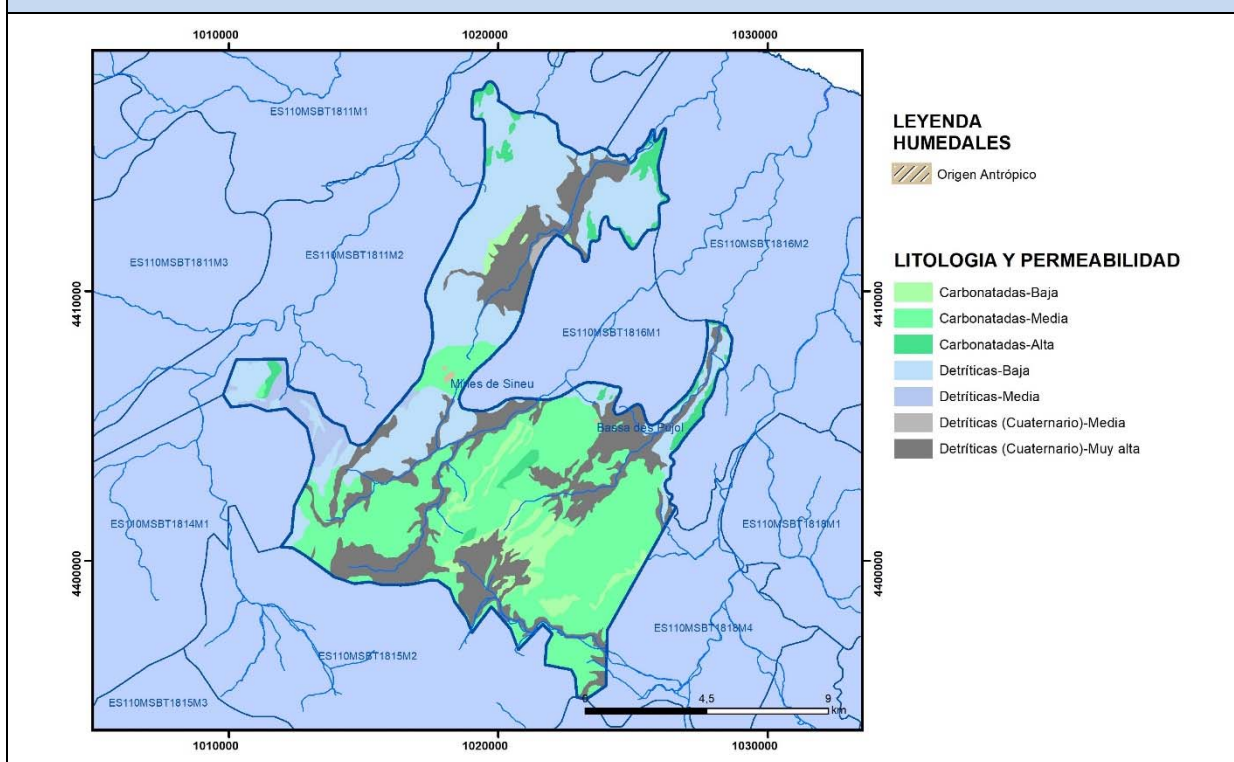 1010000
1020000
1030000
ES110MSBT1811M1
ES110MSBT1811M3
ES110MSBT1811M2
ES110MSBT1816M2
4410000
4410000
ES110MSBT1816M1
Mines de Sineu
Bassa des Pujol
ES110MSBT1814M1
ES110MSBT1818M1
4400000
4400000
ES110MSBT1818M4
ES110MSBT1815M2
ES110MSBT1815M3
0
4,5
9
km
1010000
1020000
1030000
LEYENDA
HUMEDALES
Origen Antrópico
LITOLOGIA Y PERMEABILIDAD
Carbonatadas-Baja
Carbonatadas-Media
Carbonatadas-Alta
Detríticas-Baja
Detríticas-Media
Detríticas (Cuaternario)-Media
Detríticas (Cuaternario)-Muy alta